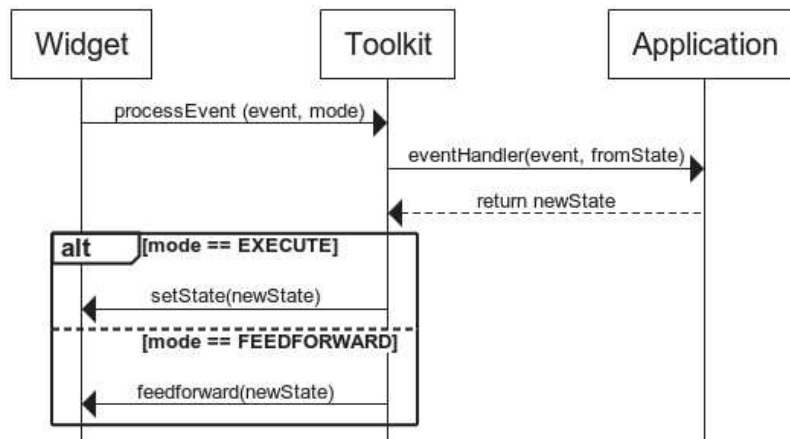 Widget Toolkit Application
processEvent (event, mode)
eventHandler(event, fromState)
return newState
alt [mode == EXECUTE]
setState(newState)
[mode == FEEDFORWARD]
feedforward(newState)